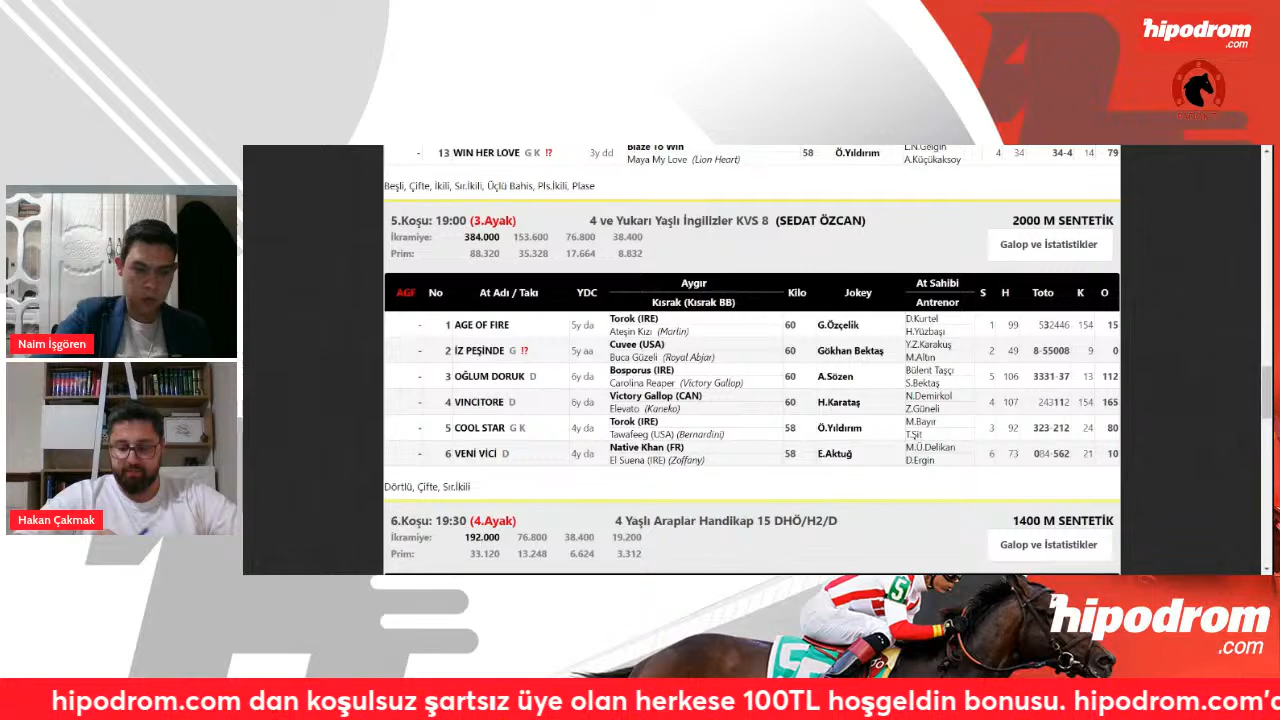 hipodrom
.com
13 WIN HER LOVE G K !? 3y dd Blaze To Win 58 Ö.Yıldırım E.N.Gelgin 4 34 34-4 14 79
Maya My Love (Lion Heart) A.Küçükaksoy
Beşli, Çifte, İkili, Sır.İkili, Üçlü Bahis, Pls.İkili, Plase
5.Koşu: 19:00 (3.Ayak) 4 ve Yukarı Yaşlı İngilizler KVS 8 (SEDAT ÖZCAN) 2000 M SENTETİK
İkramiye: 384.000 153.600 76.800 38.400
Prim: 88.320 35.328 17.664 8.832
Galop ve İstatistikler
AGF No At Adı / Takı YDC Aygır Kilo Jokey At Sahibi S H Toto K O
Kısrak (Kısrak BB) Antrenor
- 1 AGE OF FIRE 5y da Torok (IRE) 60 G.Özçelik D.Kurtel 1 99 532446 154 15
Ateşin Kızı (Marlin) H.Yüzbaşı
- 2 İZ PEŞİNDE G !? 5y aa Cuvee (USA) 60 Gökhan Bektaş Y.Z.Karakuş 2 49 8-55008 9 0
Buca Güzeli (Royal Abjar) M.Altın
- 3 OĞLUM DORUK D 6y da Bosporus (IRE) 60 A.Sözen Bülent Taşçı 5 106 3331-37 13 112
Carolina Reaper (Victory Gallop) S.Bektaş
- 4 VINCITORE D 6y da Victory Gallop (CAN) 60 H.Karataş N.Demirkol 4 107 243112 154 165
Elevato (Kaneko) Z.Güneli
- 5 COOL STAR G K 4y da Torok (IRE) 58 Ö.Yıldırım M.Bayır 3 92 323-212 24 80
Tawafeeg (USA) (Bernardini) T.Şit
- 6 VENİ VİCİ D 4y da Native Khan (FR) 58 E.Aktuğ M.Ü.Delikan 6 73 084-562 21 10
El Suena (IRE) (Zoffany) D.Ergin
Dörtlü, Çifte, Sır.İkili
6.Koşu: 19:30 (4.Ayak) 4 Yaşlı Araplar Handikap 15 DHÖ/H2/D 1400 M SENTETİK
İkramiye: 192.000 76.800 38.400 19.200
Prim: 33.120 13.248 6.624 3.312
Galop ve İstatistikler
Naim İşgören
Hakan Çakmak
5
hipodrom
.com
hipodrom.com dan koşulsuz şartsız üye olan herkese 100TL hoşgeldin bonusu. hipodrom.com'